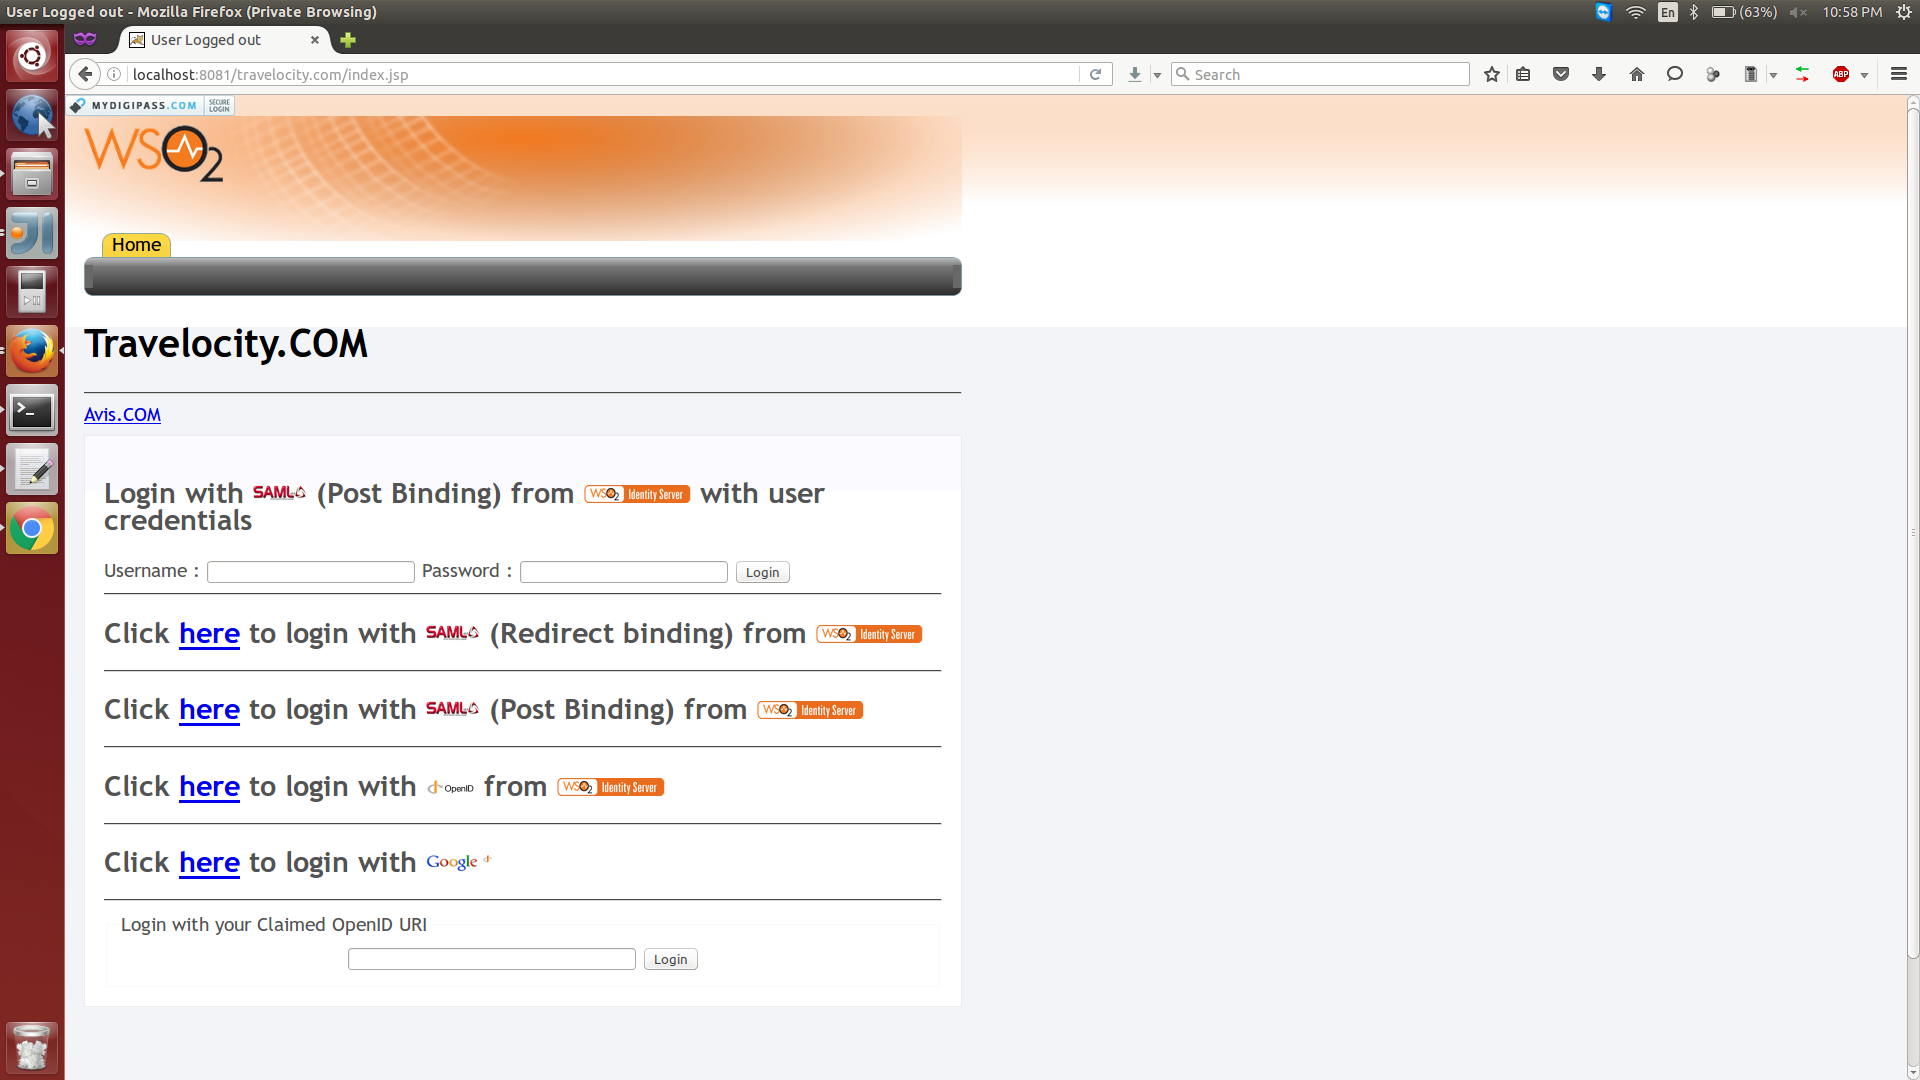 User Logged out - Mozilla Firefox (Private Browsing)
En (63%) 10:58 PM
User Logged out
localhost:8081/travelocity.com/index.jsp
Search
ABP
MYDIGIPASS.COM SECURE LOGIN
WSO2
Home
Travelocity.COM
Avis.COM
Login with SAML (Post Binding) from WSO2 Identity Server with user
credentials
Username : Password : Login
Click here to login with SAML (Redirect binding) from WSO2 Identity Server
Click here to login with SAML (Post Binding) from WSO2 Identity Server
Click here to login with OpenID from WSO2 Identity Server
Click here to login with Google
Login with your Claimed OpenID URI
Login